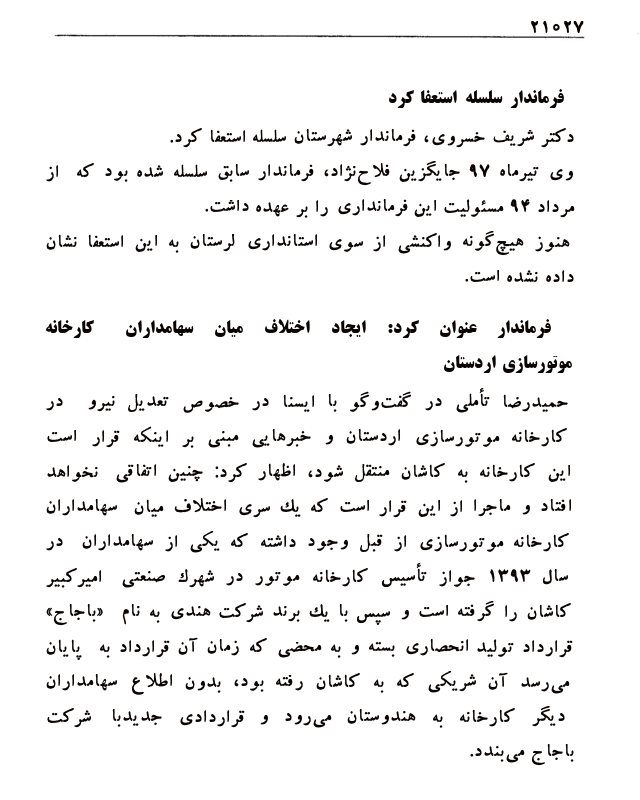 ۲۱۰۲۷
فرماندار سلسله استعفا کرد
دکتر شریف خسروی، فرماندار شهرستان سلسله استعفا کرد.
وی تیرماه ۹۷ جایگزین فلاح‌نژاد، فرماندار سابق سلسله شده بود که از
مرداد ۹۴ مسئولیت این فرمانداری را بر عهده داشت.
هنوز هیچ‌گونه واکنشی از سوی استانداری لرستان به این استعفا نشان
داده نشده است.
فرماندار عنوان کرد: ایجاد اختلاف میان سهامداران کارخانه
موتورسازی اردستان
حمیدرضا تأملی در گفت‌وگو با ایسنا در خصوص تعدیل نیرو در
کارخانه موتورسازی اردستان و خبرهایی مبنی بر اینکه قرار است
این کارخانه به کاشان منتقل شود، اظهار کرد: چنین اتفاقی نخواهد
افتاد و ماجرا از این قرار است که یك سری اختلاف میان سهامداران
کارخانه موتورسازی از قبل وجود داشته که یکی از سهامداران در
سال ۱۳۹۳ جواز تأسیس کارخانه موتور در شهرك صنعتی امیرکبیر
کاشان را گرفته است و سپس با یك برند شرکت هندی به نام «باجاج»
قرارداد تولید انحصاری بسته و به محضی که زمان آن قرارداد به پایان
می‌رسد آن شریکی که به کاشان رفته بود، بدون اطلاع سهامداران
دیگر کارخانه به هندوستان می‌رود و قراردادی جدیدبا شرکت
باجاج می‌بندد.